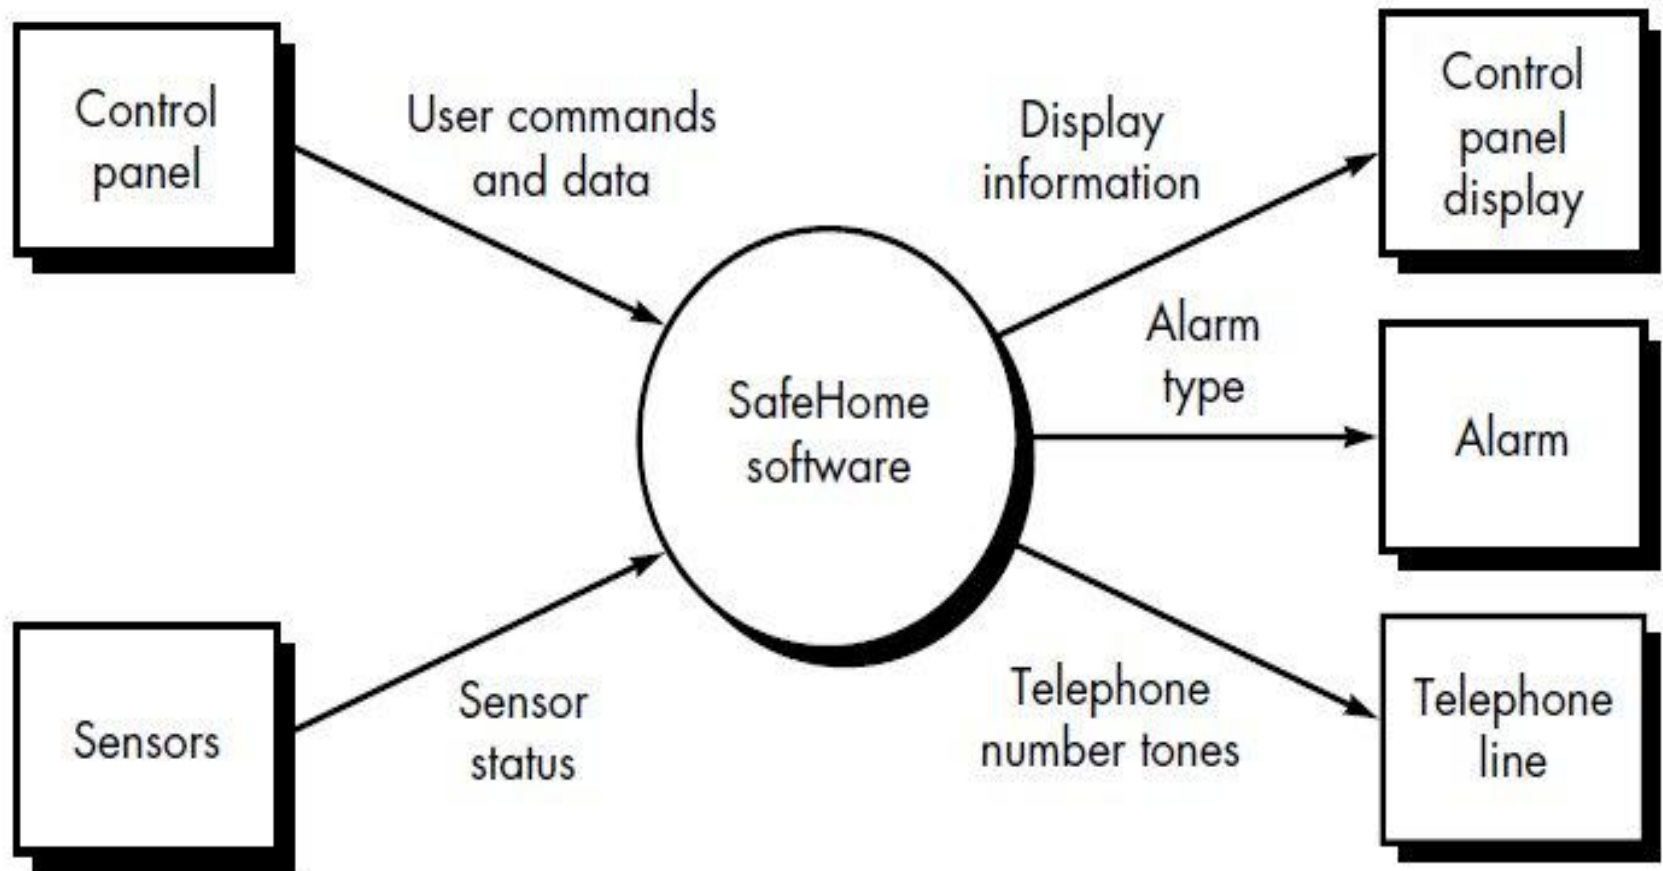 Control
panel
User commands
and data
Display
information
Control
panel
display
SafeHome
software
Alarm
type
Alarm
Sensors
Sensor
status
Telephone
number tones
Telephone
line